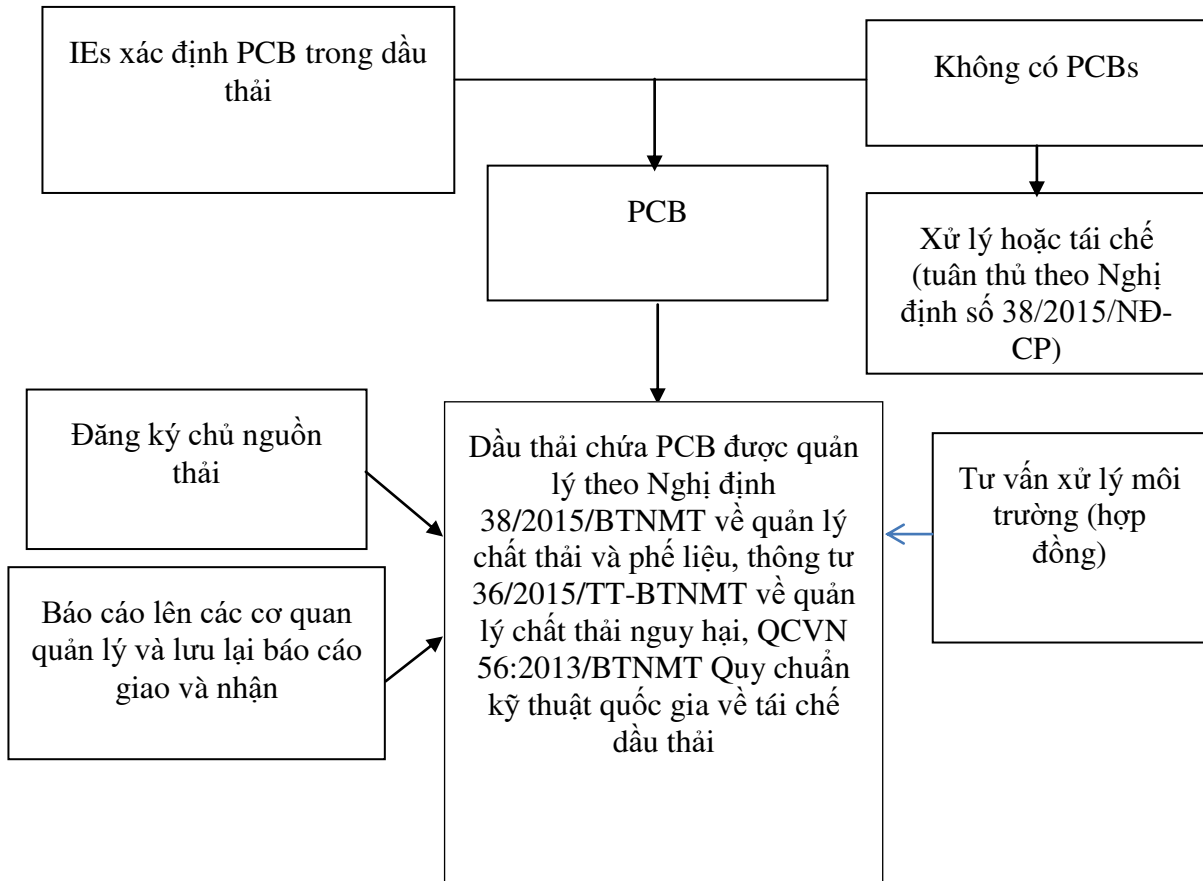 IEs xác định PCB trong dầu
thải
Không có PCBs
PCB
Xử lý hoặc tái chế
(tuân thủ theo Nghị
định số 38/2015/NĐ-
CP)
Đăng ký chủ nguồn
thải
Báo cáo lên các cơ quan
quản lý và lưu lại báo cáo
giao và nhận
Dầu thải chứa PCB được quản
lý theo Nghị định
38/2015/BTNMT về quản lý
chất thải và phế liệu, thông tư
36/2015/TT-BTNMT về quản
lý chất thải nguy hại, QCVN
56:2013/BTNMT Quy chuẩn
kỹ thuật quốc gia về tái chế
dầu thải
Tư vấn xử lý môi
trường (hợp
đồng)